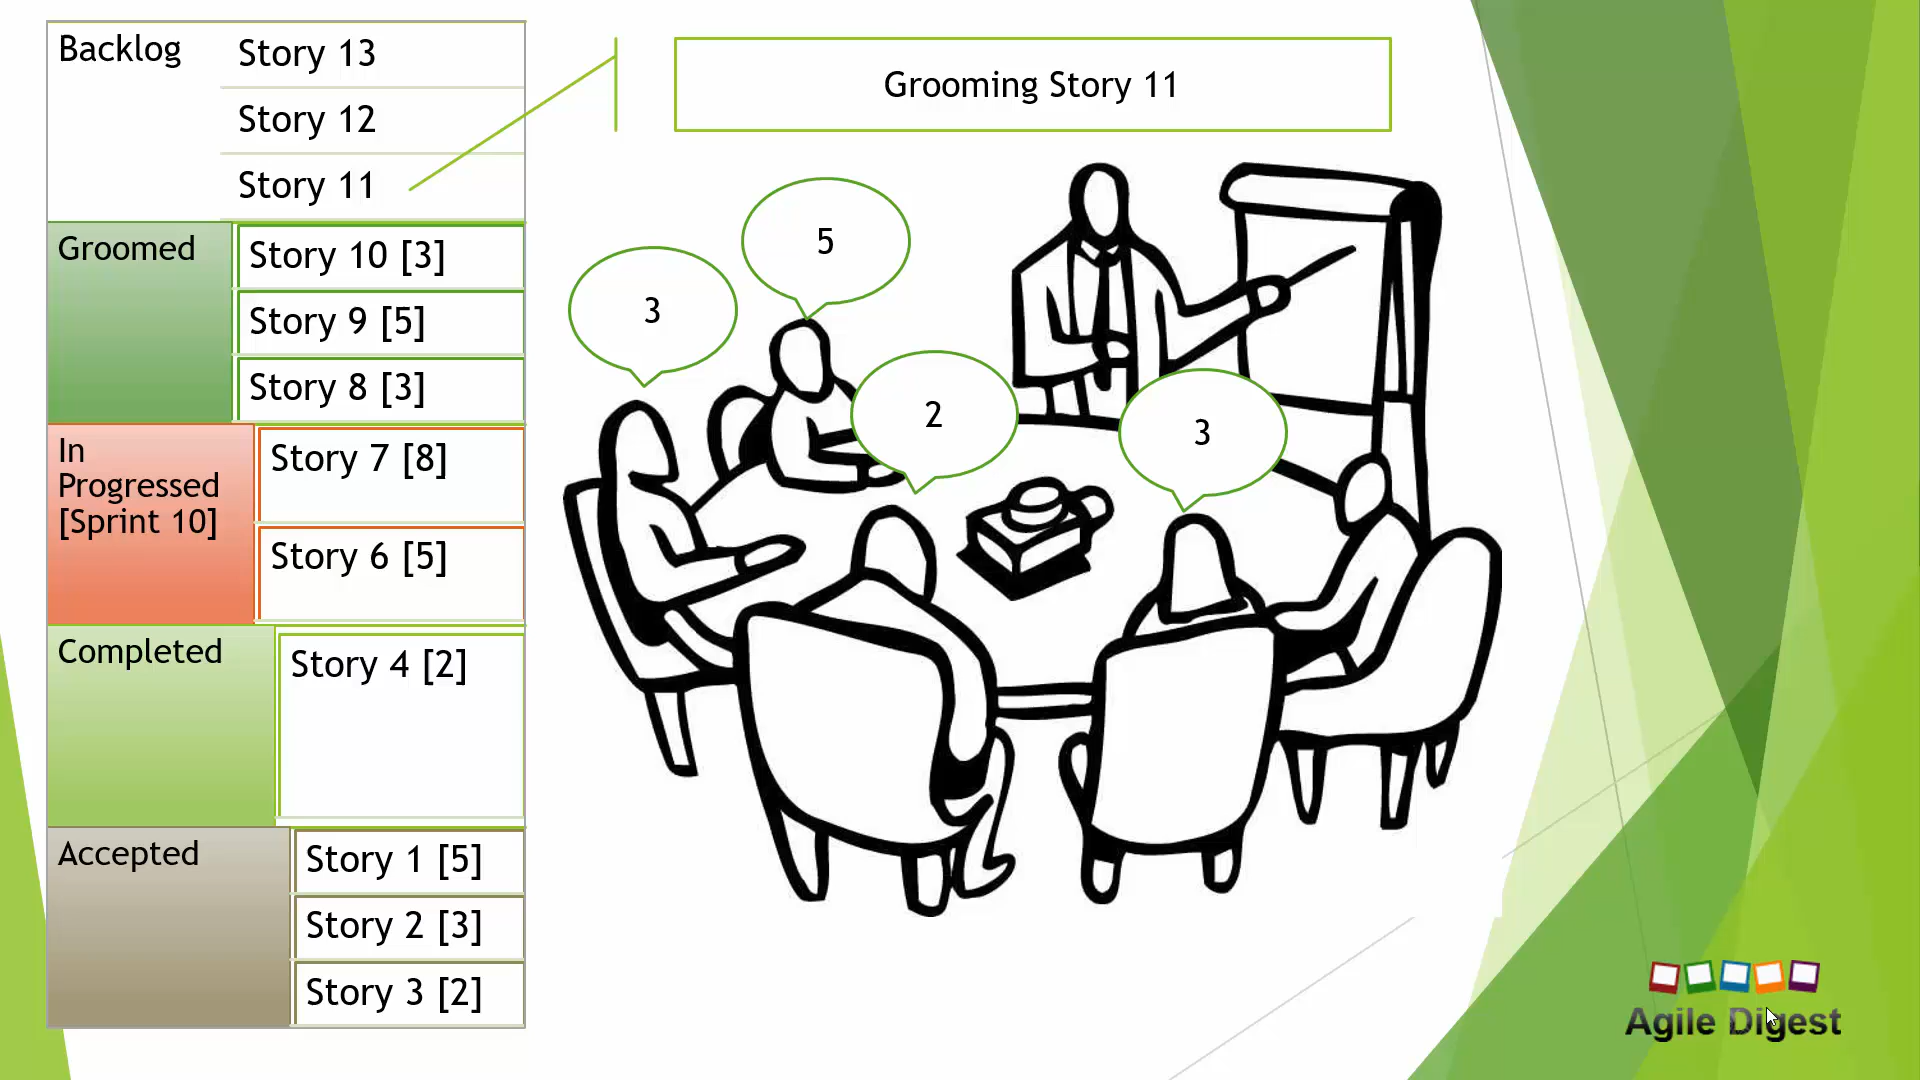 Backlog
Story 13
Story 12
Story 11
Groomed
Story 10 [3]
Story 9 [5]
Story 8 [3]
In
Progressed
[Sprint 10]
Story 7 [8]
Story 6 [5]
Completed
Story 4 [2]
Accepted
Story 1 [5]
Story 2 [3]
Story 3 [2]
Grooming Story 11
5
3
2
3
Agile Digest